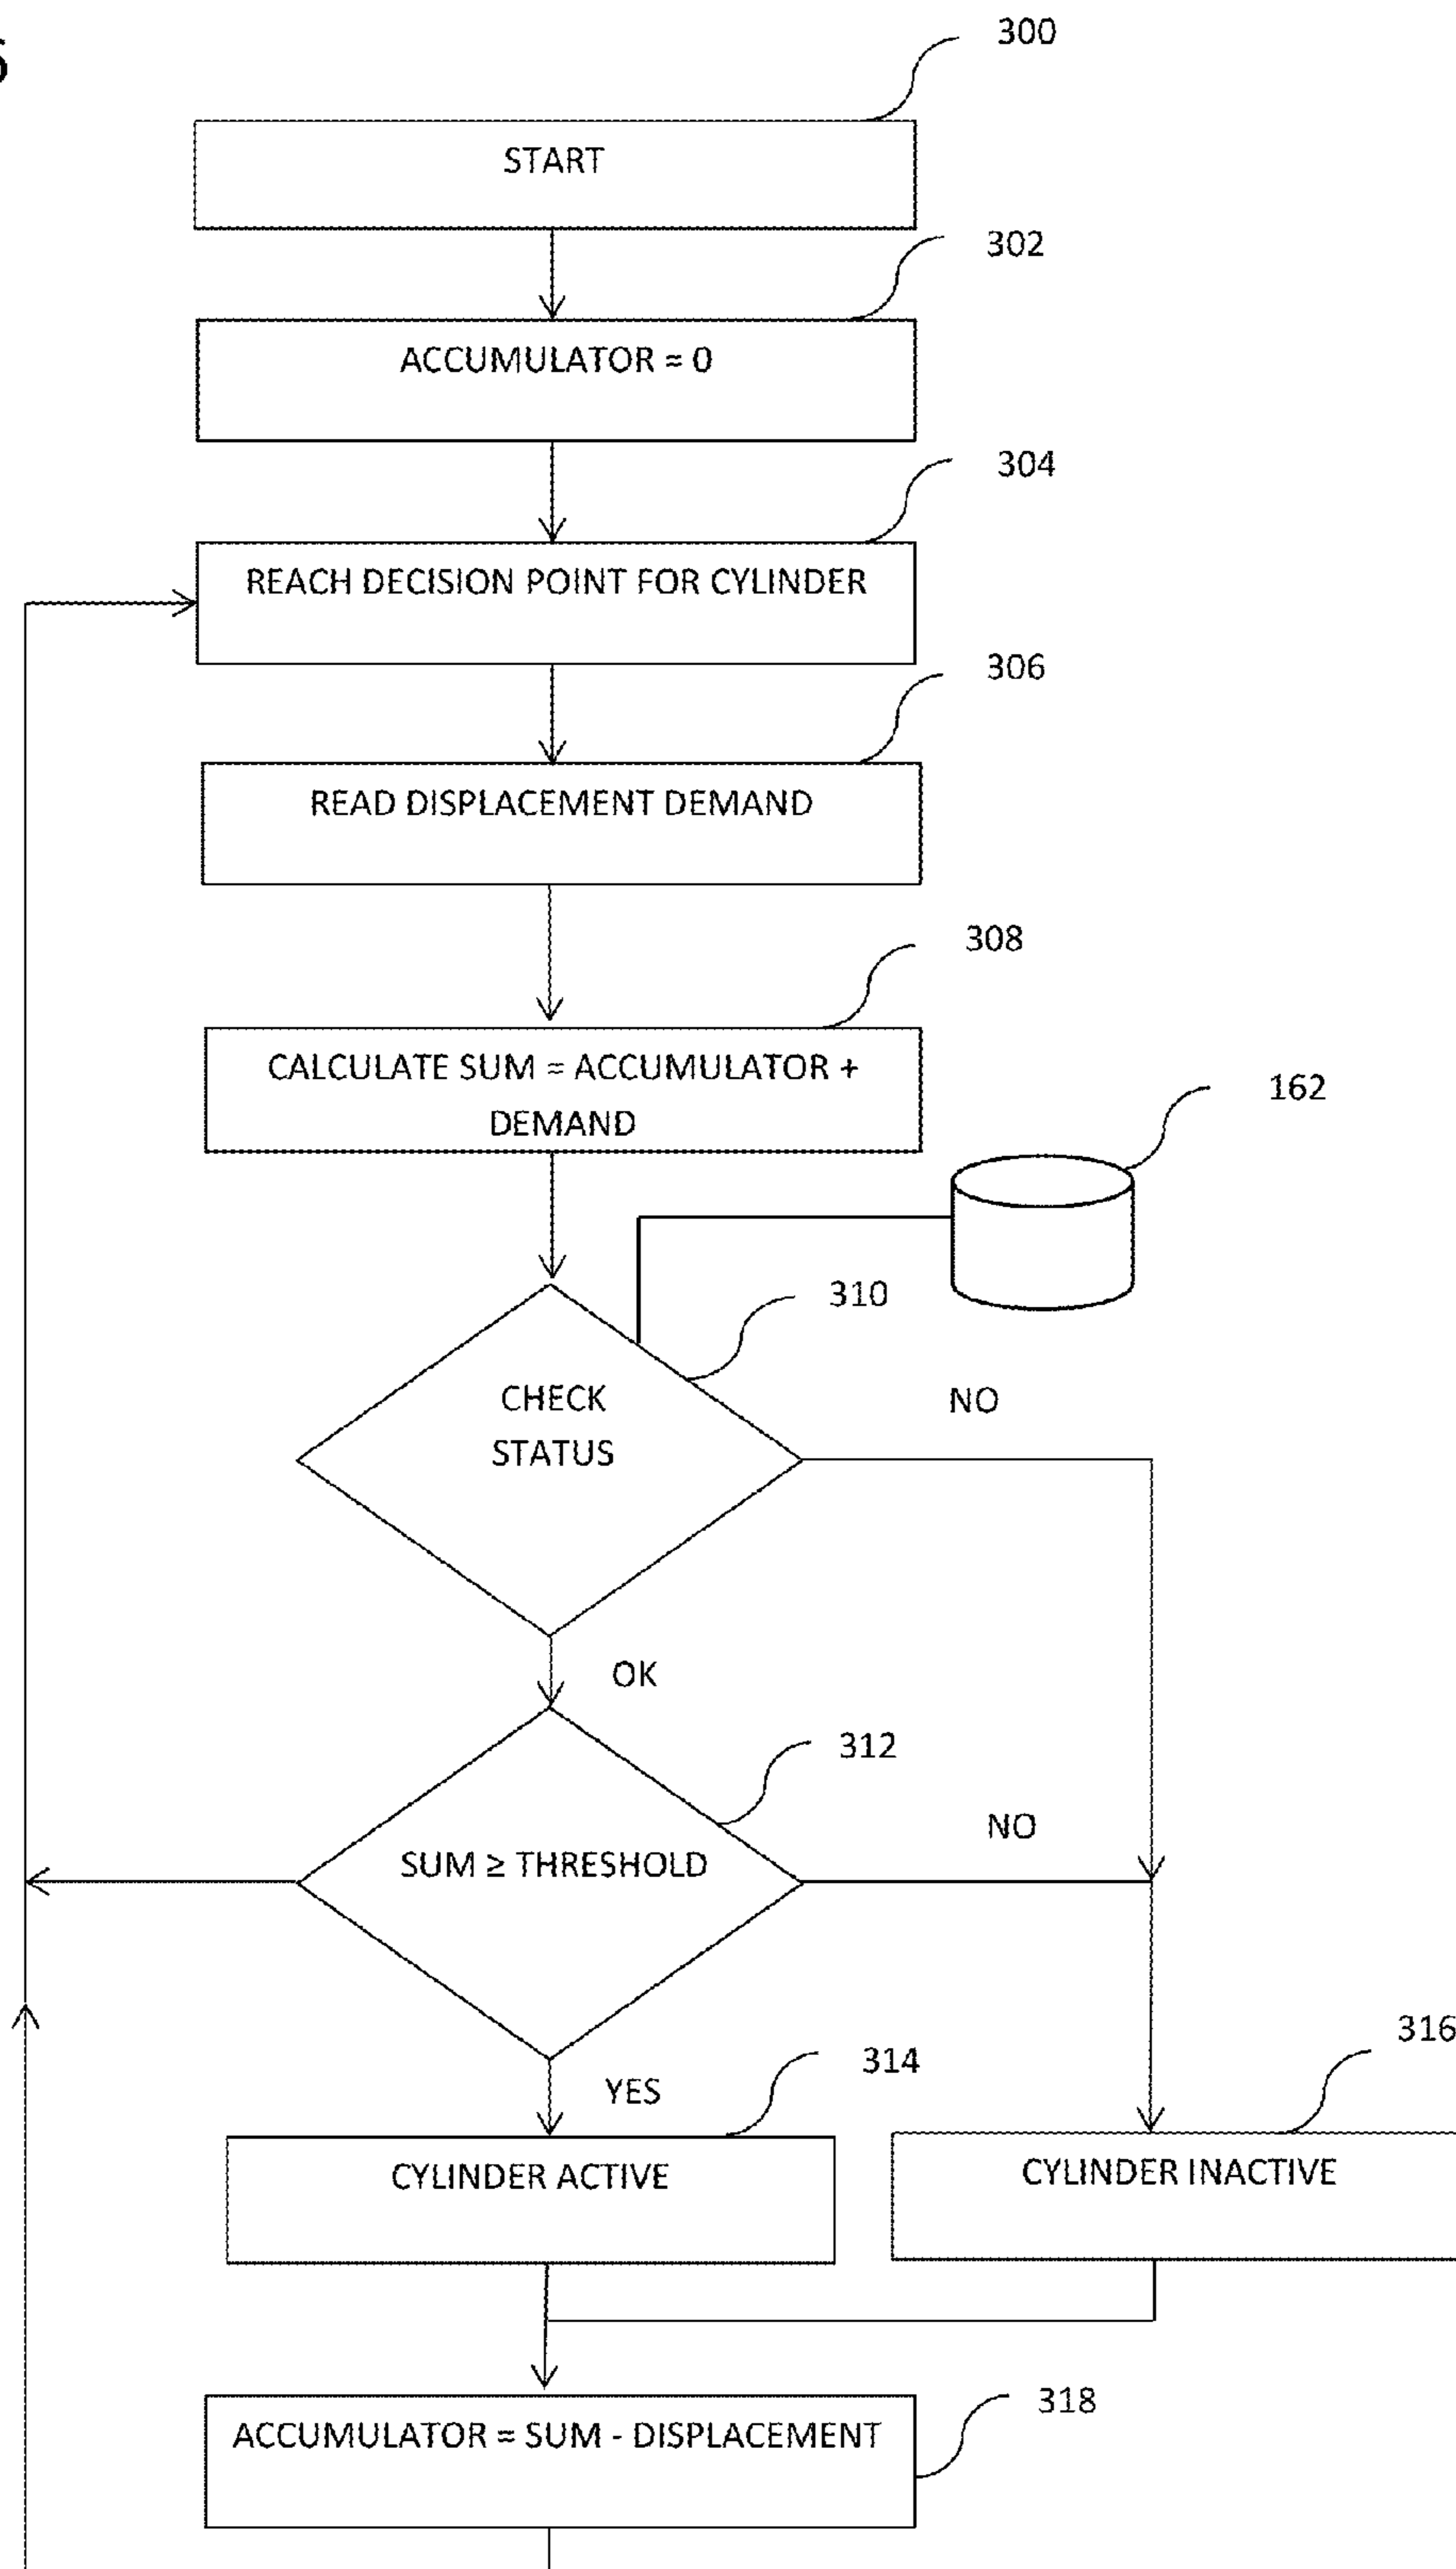 300
START
302
ACCUMULATOR = 0
304
REACH DECISION POINT FOR CYLINDER
306
READ DISPLACEMENT DEMAND
308
CALCULATE SUM = ACCUMULATOR +
DEMAND
162
310
CHECK
STATUS
NO
OK
312
SUM ≥ THRESHOLD
NO
316
314
YES
CYLINDER ACTIVE
CYLINDER INACTIVE
318
ACCUMULATOR = SUM - DISPLACEMENT